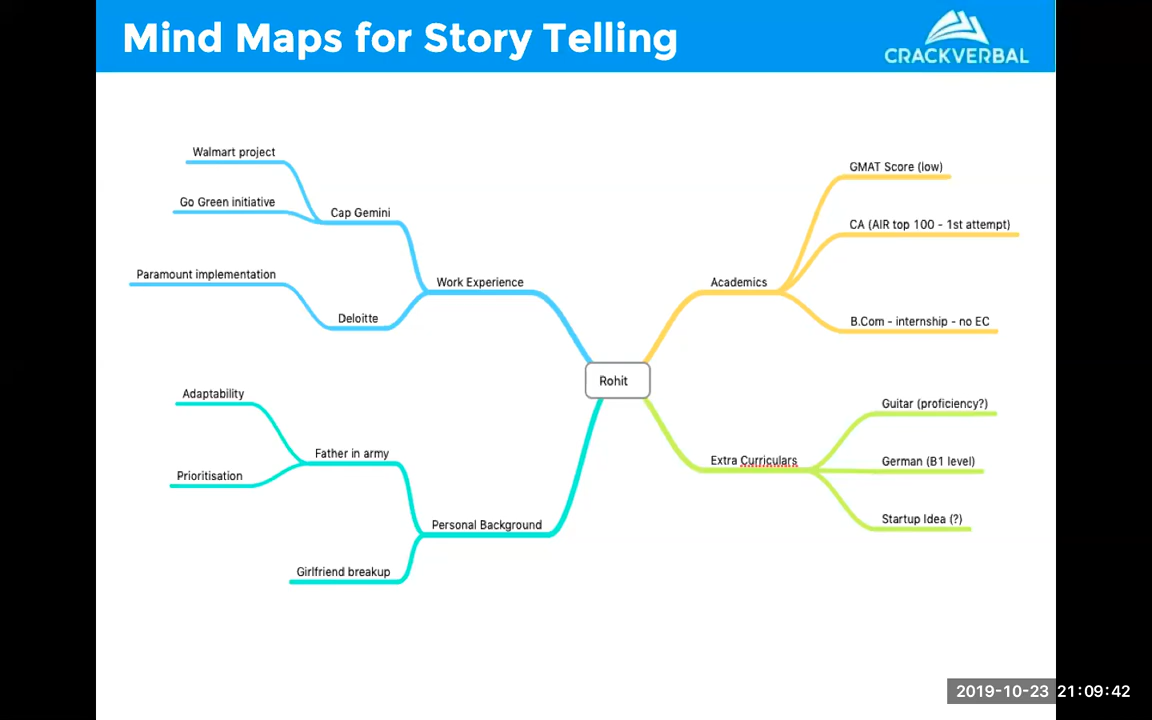 Mind Maps for Story Telling
CRACKVERBAL
Walmart project
Go Green initiative
Cap Gemini
Paramount implementation
Deloitte
Work Experience
GMAT Score (low)
CA (AIR top 100 - 1st attempt)
Academics
B.Com - internship - no EC
Rohit
Adaptability
Prioritisation
Father in army
Personal Background
Girlfriend breakup
Guitar (proficiency?)
Extra Curriculars
German (B1 level)
Startup Idea (?)
2019-10-23 21:09:42